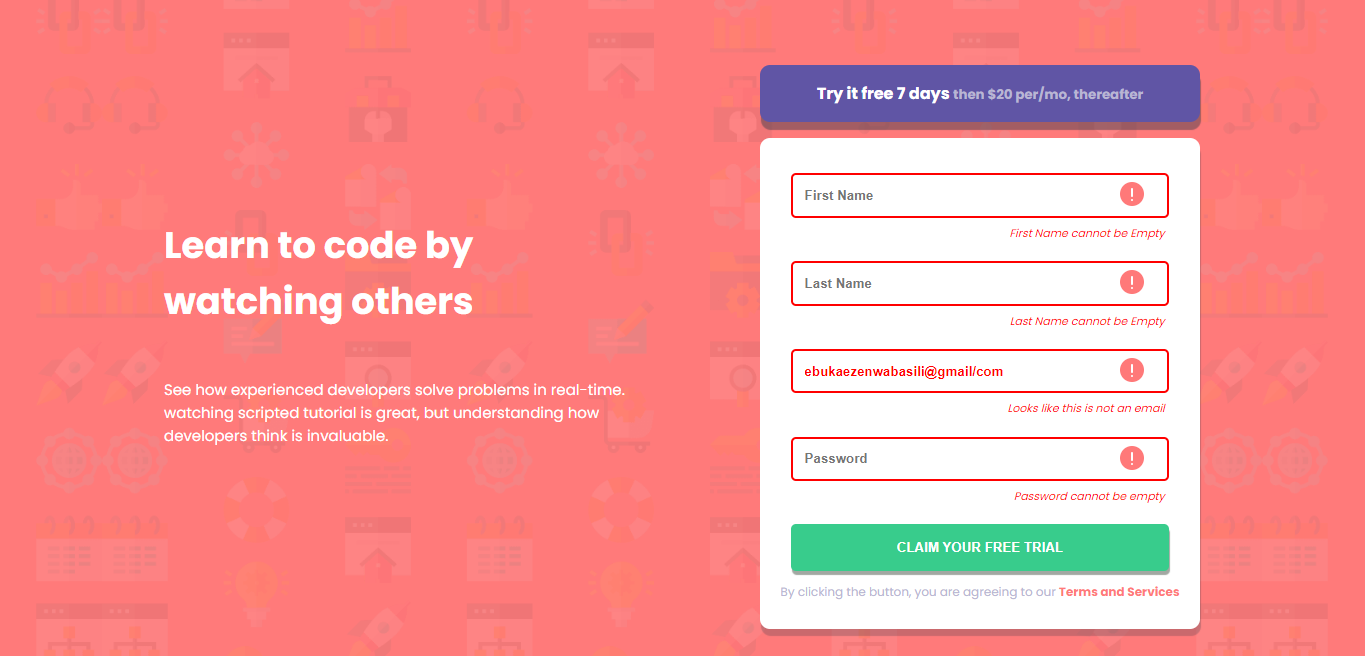 Learn to code by
watching others
See how experienced developers solve problems in real-time.
watching scripted tutorial is great, but understanding how
developers think is invaluable.
Try it free 7 days then $20 per/mo, thereafter
First Name
First Name cannot be Empty
Last Name
Last Name cannot be Empty
ebukaezenwabasili@gmail/com
Looks like this is not an email
Password
Password cannot be empty
CLAIM YOUR FREE TRIAL
By clicking the button, you are agreeing to our Terms and Services